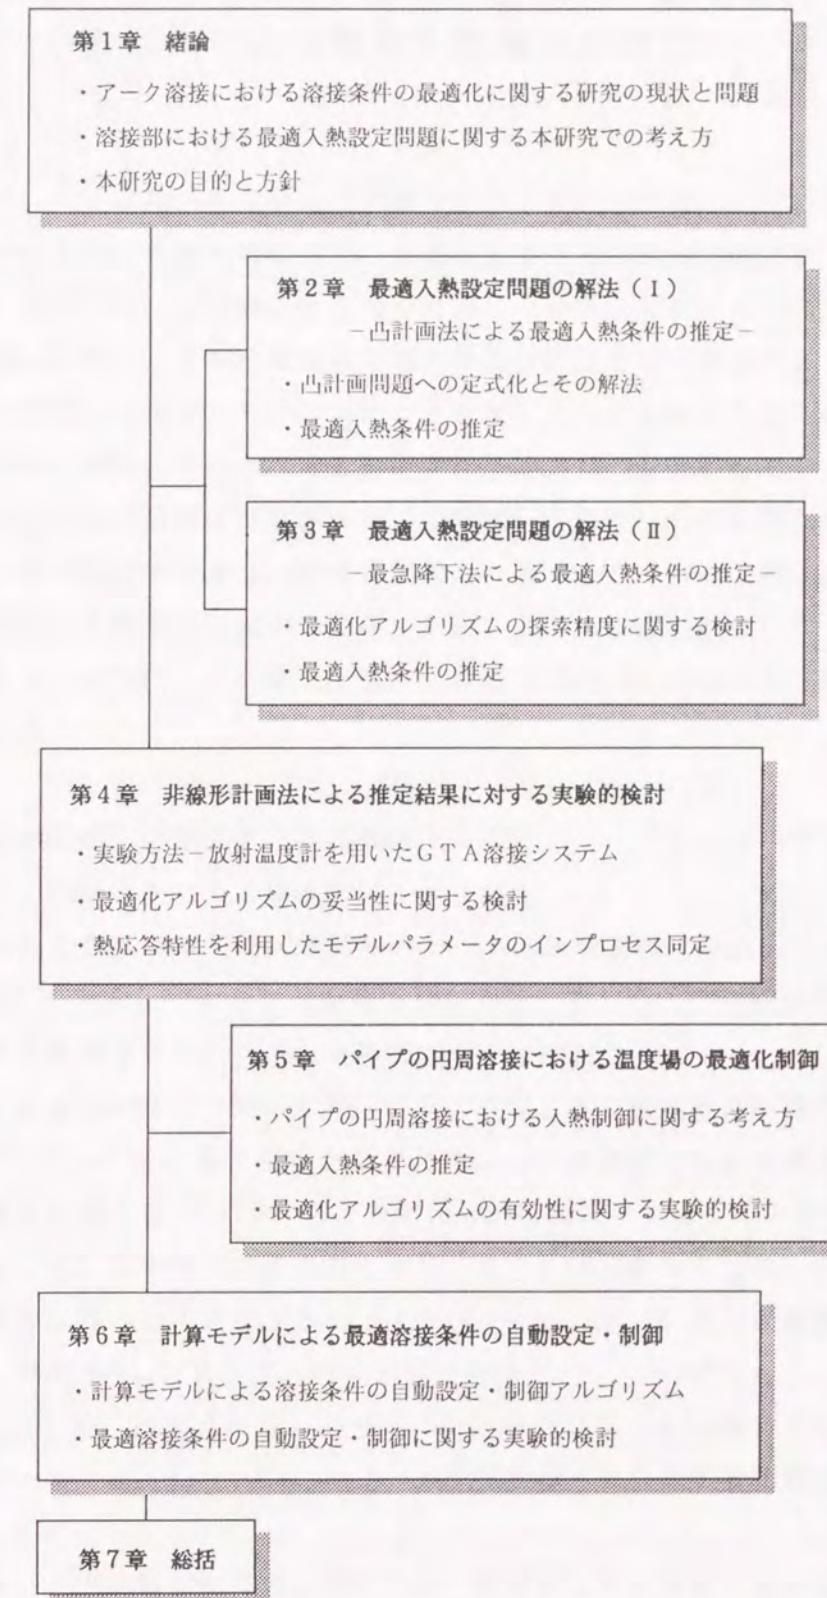 第1章 緒論
・アーク溶接における溶接条件の最適化に関する研究の現状と問題
・溶接部における最適入熱設定問題に関する本研究での考え方
・本研究の目的と方針
第2章 最適入熱設定問題の解法(Ⅰ)
－凸計画法による最適入熱条件の推定－
・凸計画問題への定式化とその解法
・最適入熱条件の推定
第3章 最適入熱設定問題の解法(Ⅱ)
－最急降下法による最適入熱条件の推定－
・最適化アルゴリズムの探索精度に関する検討
・最適入熱条件の推定
第4章 非線形計画法による推定結果に対する実験的検討
・実験方法－放射温度計を用いたGTA溶接システム
・最適化アルゴリズムの妥当性に関する検討
・熱応答特性を利用したモデルパラメータのインプロセス同定
第5章 パイプの円周溶接における温度場の最適化制御
・パイプの円周溶接における入熱制御に関する考え方
・最適入熱条件の推定
・最適化アルゴリズムの有効性に関する実験的検討
第6章 計算モデルによる最適溶接条件の自動設定・制御
・計算モデルによる溶接条件の自動設定・制御アルゴリズム
・最適溶接条件の自動設定・制御に関する実験的検討
第7章 総括